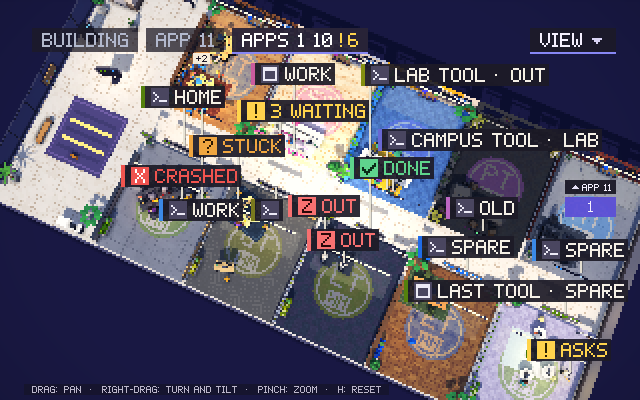 BUILDING APP 11 APPS 1 10 !6
VIEW
+2
WORK
LAB TOOL · OUT
HOME
! 3 WAITING
CAMPUS TOOL · LAB
? STUCK
DONE
X CRASHED
PT
APP 11
1
WORK
Z OUT
OLD
Z OUT
SPARE
SPARE
LAST TOOL · SPARE
! ASKS
DRAG: PAN · RIGHT-DRAG: TURN AND TILT · PINCH: ZOOM · H: RESET